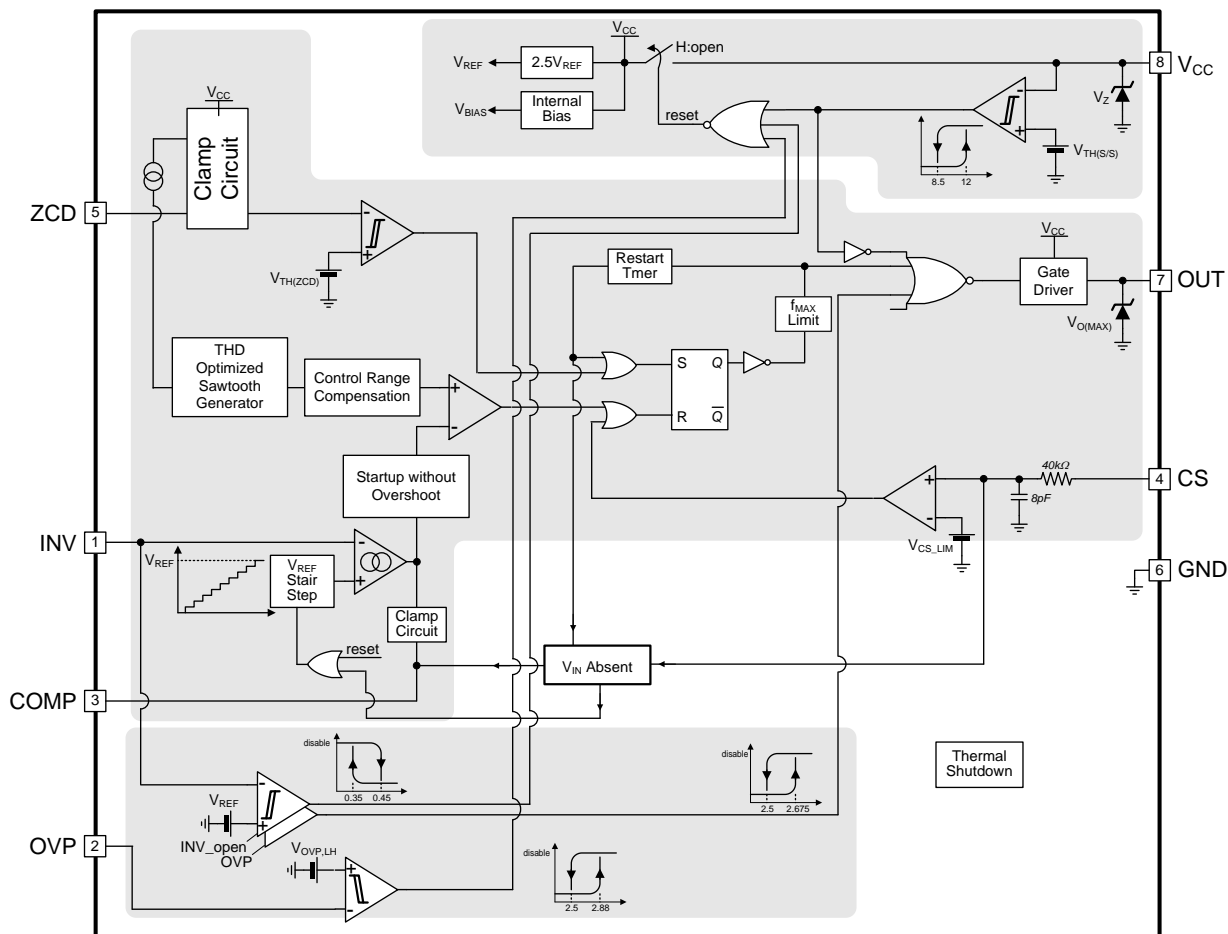 VCC
H:open
VREF
2.5VREF
8
VCC
VBIAS
Internal
Bias
reset
VZ
-
+
VTH(S/S)
8.5
12
VCC
Clamp
Circuit
ZCD
5
-
+
VTH(ZCD)
Restart
Tmer
VCC
Gate
Driver
7
OUT
VO(MAX)
fMAX
Limit
THD
Optimized
Sawtooth
Generator
Control Range
Compensation
+
-
S
Q
R
Q
Startup without
Overshoot
40kΩ
8pF
4
CS
+
-
VCS_LIM
INV
1
VREF
VREF
Stair
Step
-
+
6
GND
Clamp
Circuit
reset
VIN Absent
COMP
3
disable
0.35
0.45
disable
2.5
2.675
Thermal
Shutdown
-
+
VREF
INV_open
OVP
OVP
2
VOVP,LH
+
-
disable
2.5
2.88